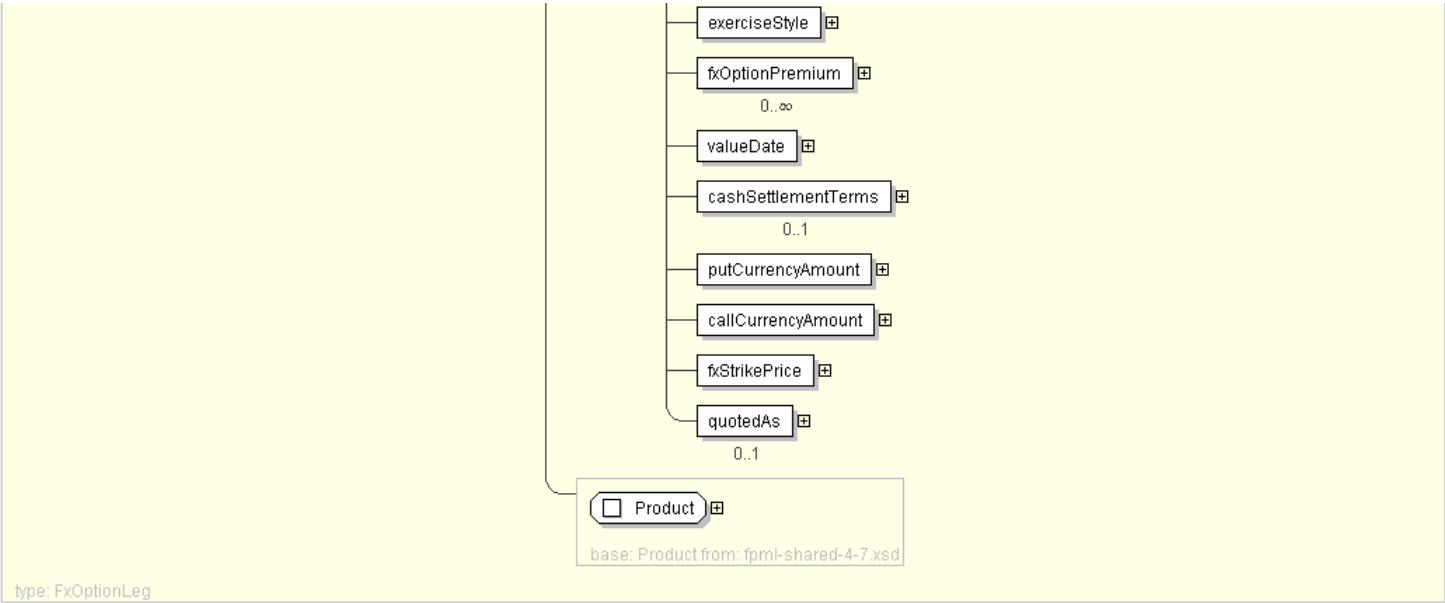 exerciseStyle
fxOptionPremium
0..∞
valueDate
cashSettlementTerms
0..1
putCurrencyAmount
callCurrencyAmount
fxStrikePrice
quotedAs
0..1
Product
base: Product from: fpml-shared-4-7.xsd
type: FxOptionLeg